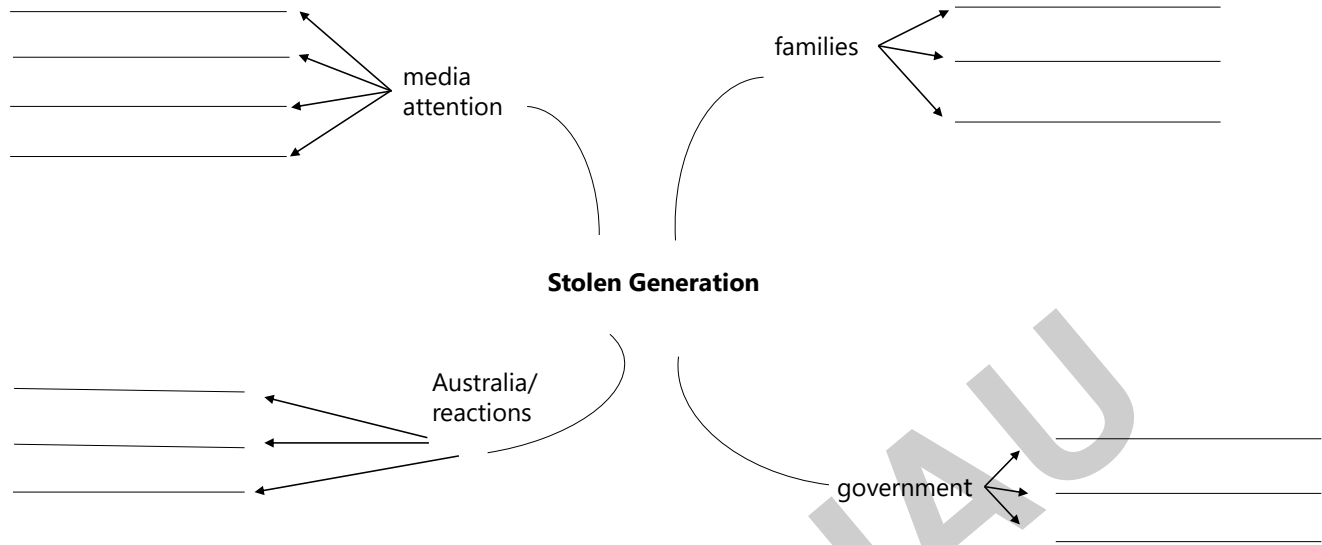 families
media
attention
Stolen Generation
Australia/
reactions
government